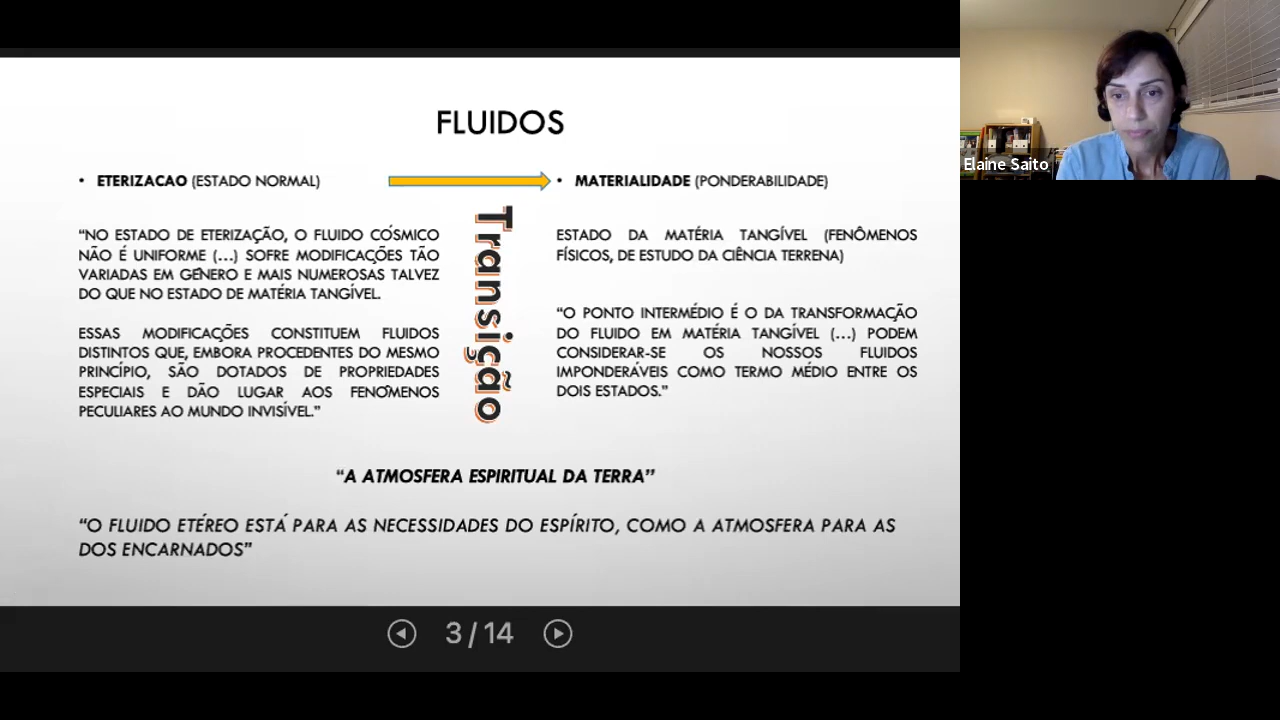 FLUIDOS
• ETERIZACAO (ESTADO NORMAL)
• MATERIALIDADE (PONDERABILIDADE)
“NO ESTADO DE ETERIZAÇÃO, O FLUIDO CÓSMICO
NÃO É UNIFORME (...) SOFRE MODIFICAÇÕES TÃO
VARIADAS EM GÊNERO E MAIS NUMEROSAS TALVEZ
DO QUE NO ESTADO DE MATÉRIA TANGÍVEL.
ESSAS MODIFICAÇÕES CONSTITUEM FLUIDOS
DISTINTOS QUE, EMBORA PROCEDENTES DO MESMO
PRINCÍPIO, SÃO DOTADOS DE PROPRIEDADES
ESPECIAIS E DÃO LUGAR AOS FENÔMENOS
PECULIARES AO MUNDO INVISÍVEL.”
Transição
ESTADO DA MATÉRIA TANGÍVEL (FENÔMENOS
FÍSICOS, DE ESTUDO DA CIÊNCIA TERRENA)
“O PONTO INTERMÉDIO É O DA TRANSFORMAÇÃO
DO FLUIDO EM MATÉRIA TANGÍVEL (...) PODEM
CONSIDERAR-SE OS NOSSOS FLUIDOS
IMPONDERÁVEIS COMO TERMO MÉDIO ENTRE OS
DOIS ESTADOS.”
“A ATMOSFERA ESPIRITUAL DA TERRA”
“O FLUIDO ETÉREO ESTÁ PARA AS NECESSIDADES DO ESPÍRITO, COMO A ATMOSFERA PARA AS
DOS ENCARNADOS”
3 / 14
Elaine Saito